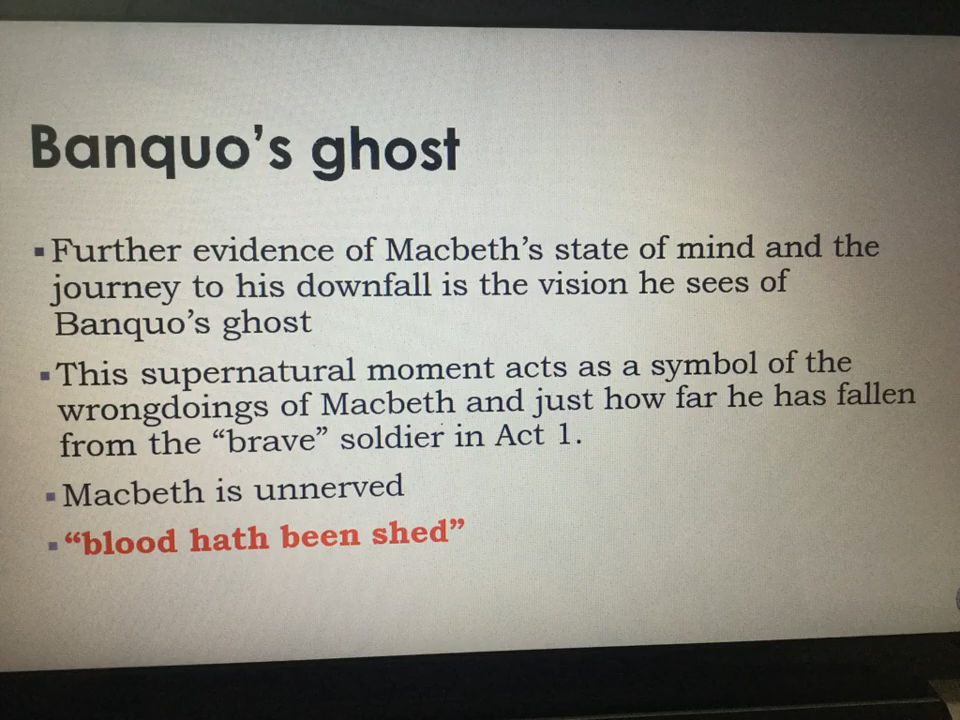 Banquo’s ghost
▪ Further evidence of Macbeth’s state of mind and the
journey to his downfall is the vision he sees of
Banquo’s ghost
▪ This supernatural moment acts as a symbol of the
wrongdoings of Macbeth and just how far he has fallen
from the “brave” soldier in Act 1.
▪ Macbeth is unnerved
▪ “blood hath been shed”